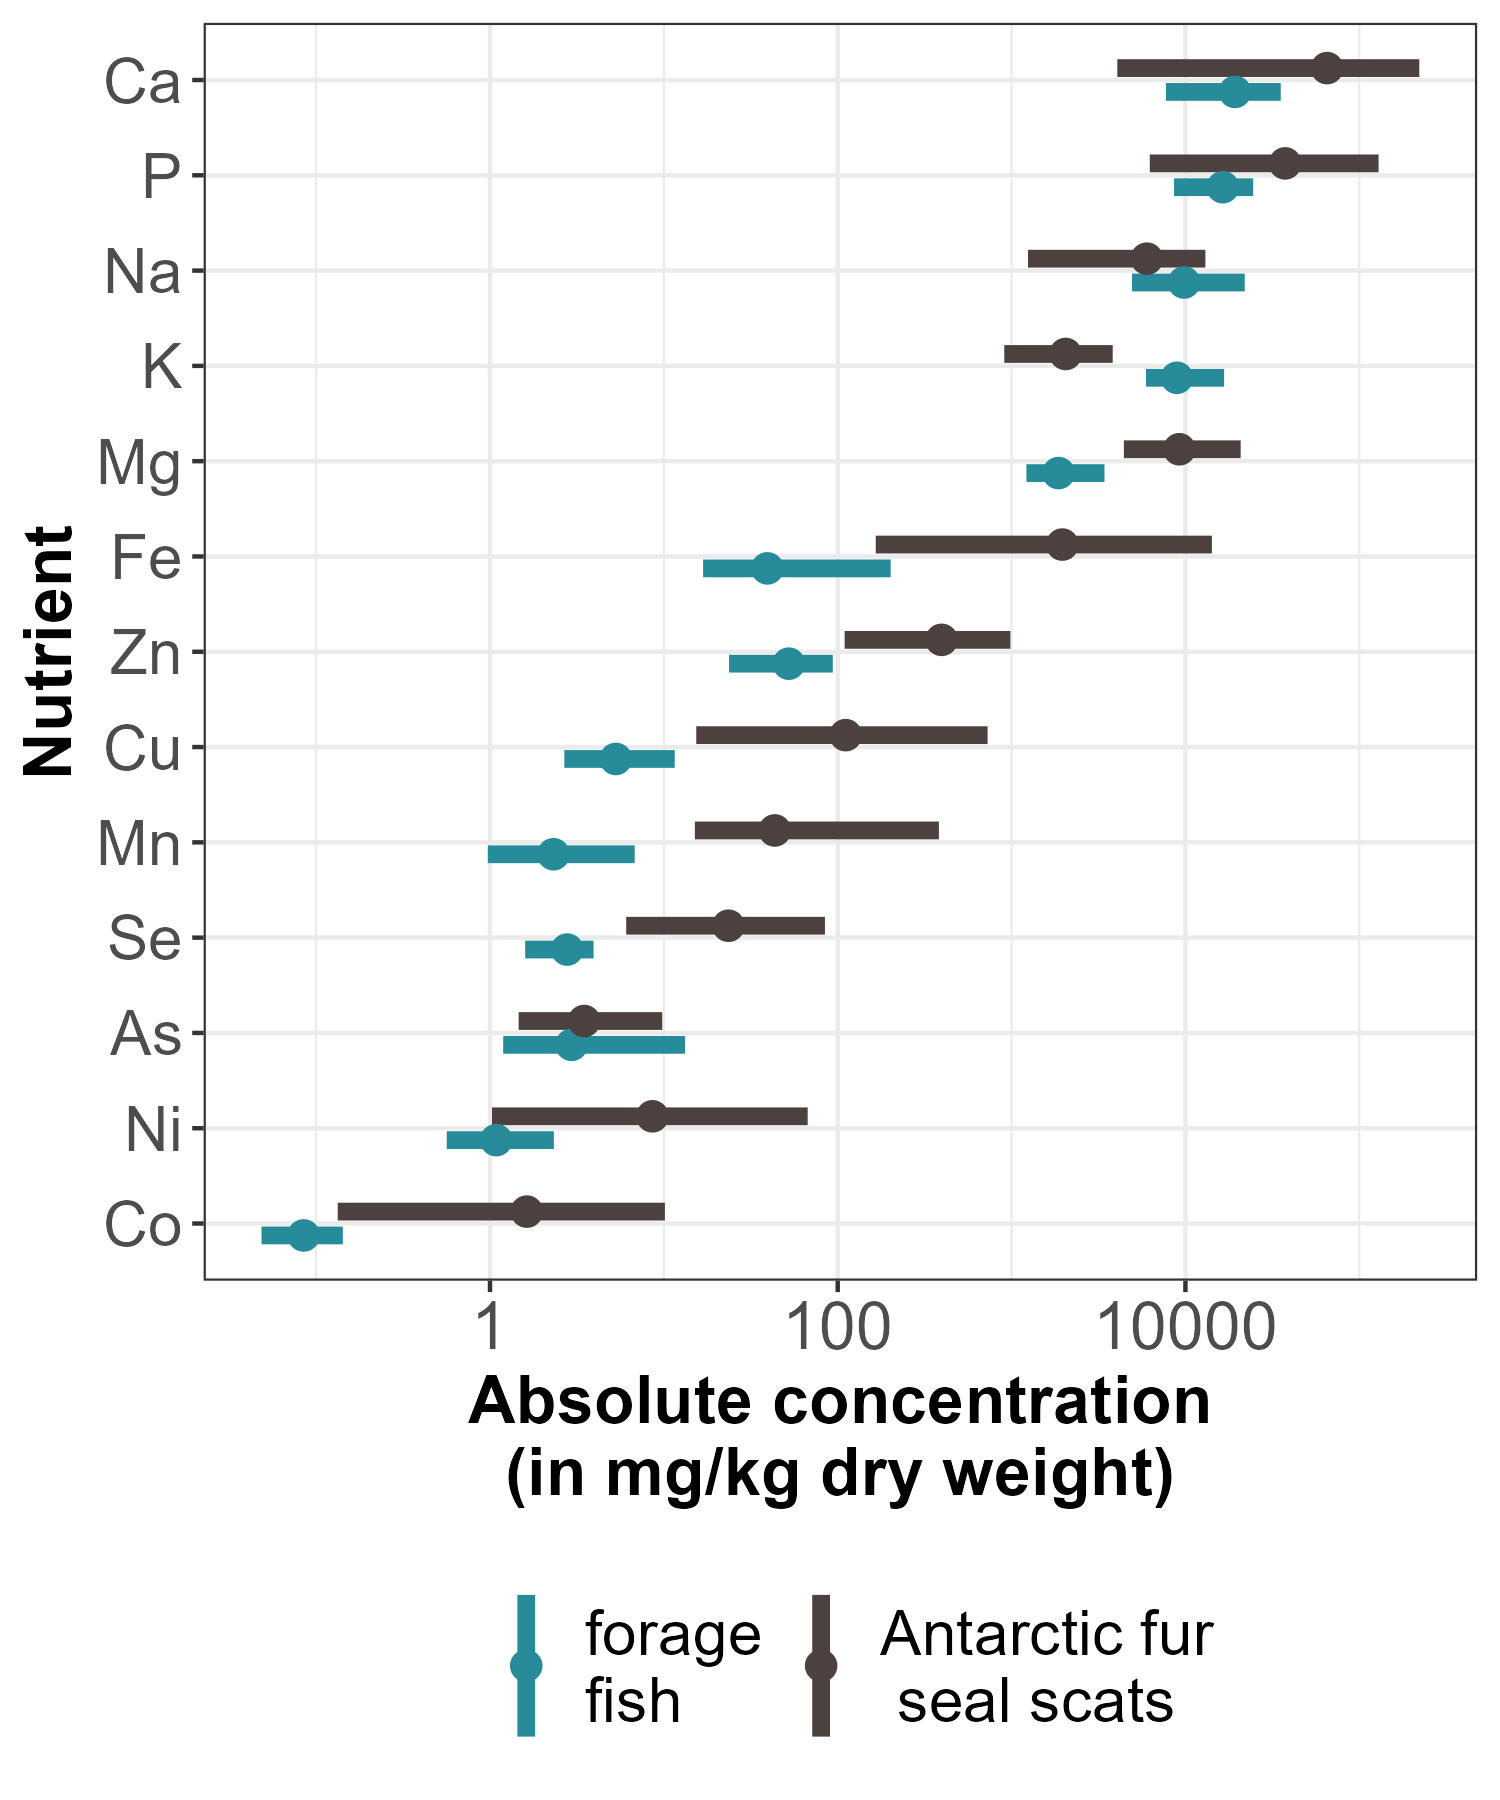 Ca
P
Na
K
Mg
Fe
Zn
Cu
Mn
Se
As
Ni
Co
Nutrient
1 100 10000
Absolute concentration
(in mg/kg dry weight)
forage
fish
Antarctic fur
seal scats